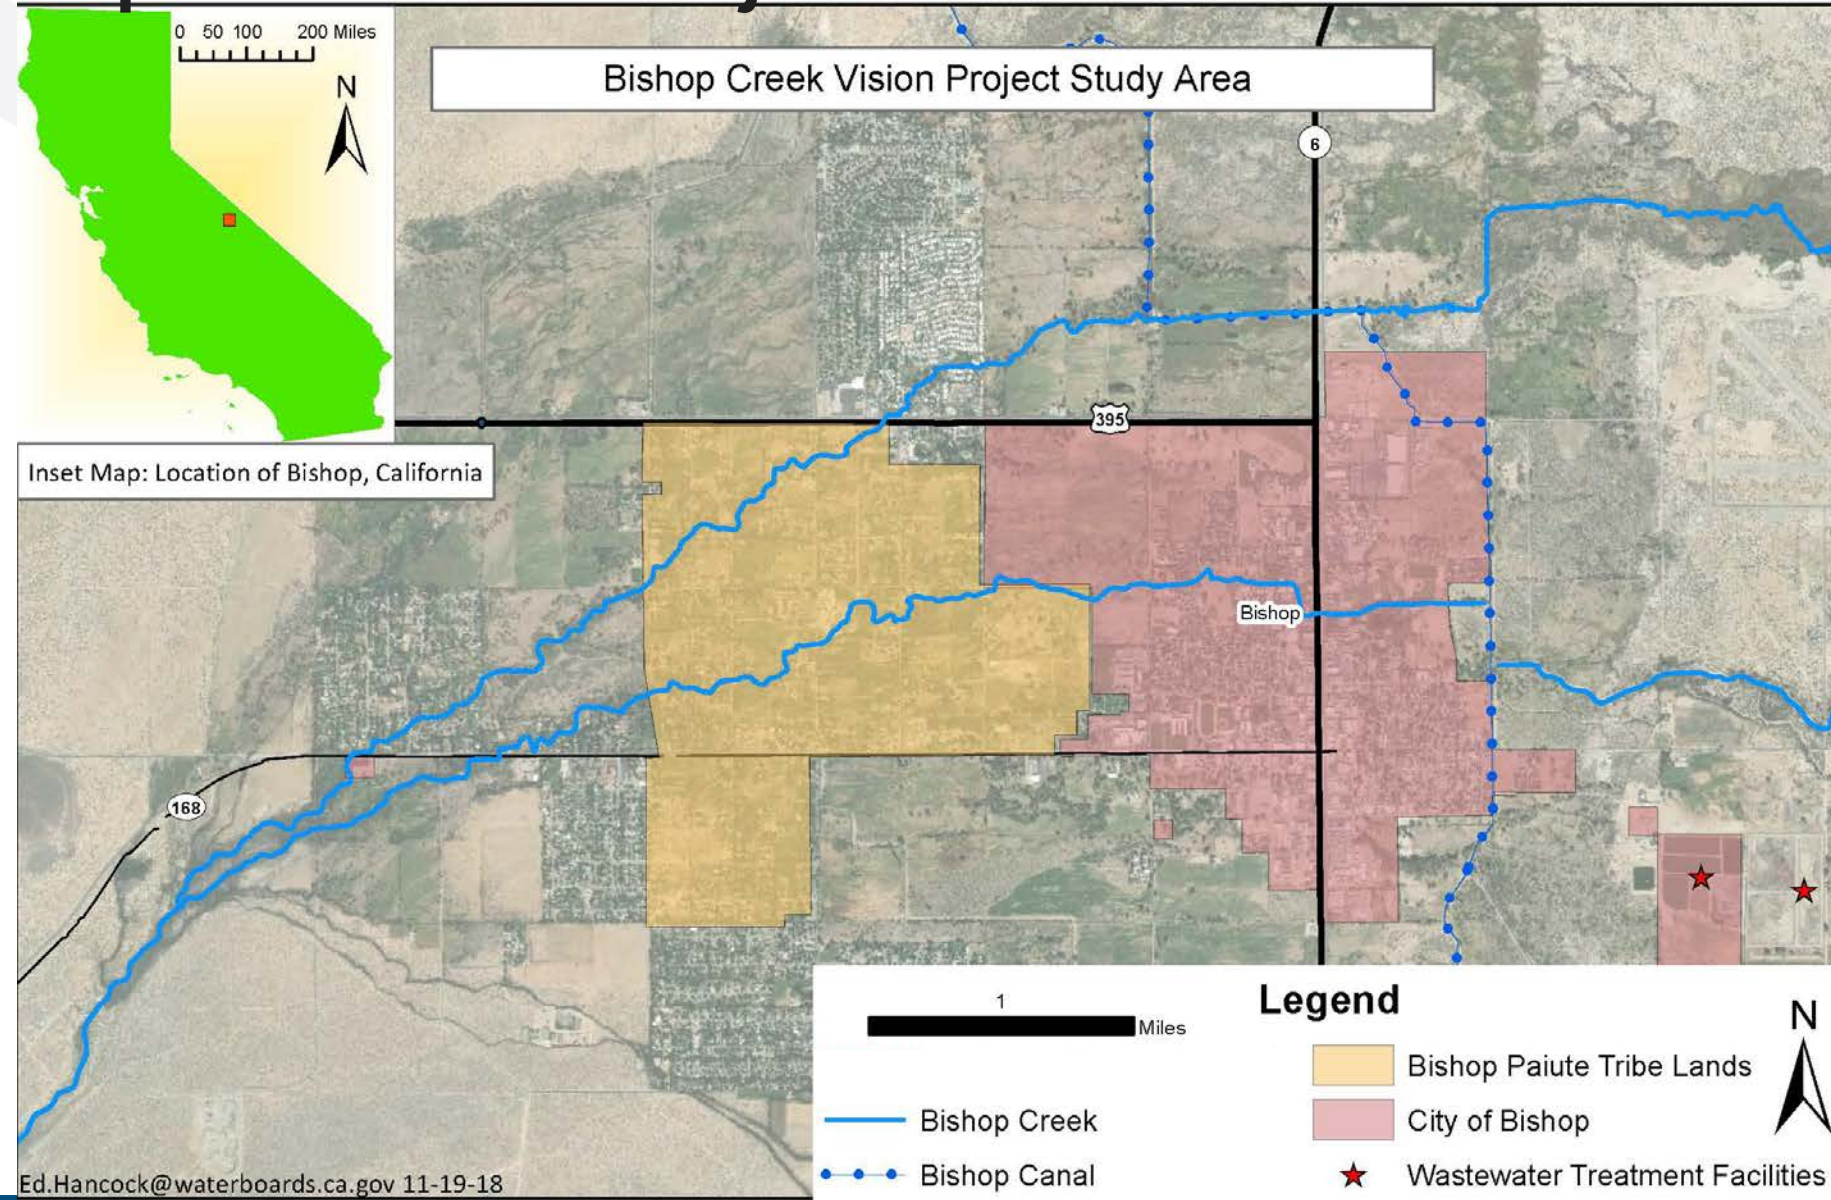 0 50 100 200 Miles
N
Bishop Creek Vision Project Study Area
6
395
Inset Map: Location of Bishop, California
Bishop
168
1
Miles
Legend
N
Bishop Paiute Tribe Lands
Bishop Creek
City of Bishop
Bishop Canal
Wastewater Treatment Facilities
Ed.Hancock@waterboards.ca.gov 11-19-18